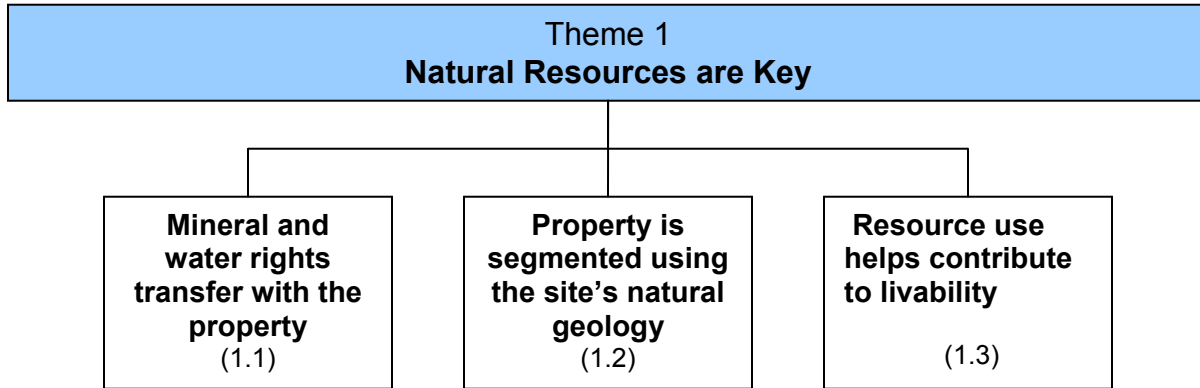 Theme 1
Natural Resources are Key
Mineral and
water rights
transfer with the
property
(1.1)
Property is
segmented using
the site's natural
geology
(1.2)
Resource use
helps contribute
to livability
(1.3)